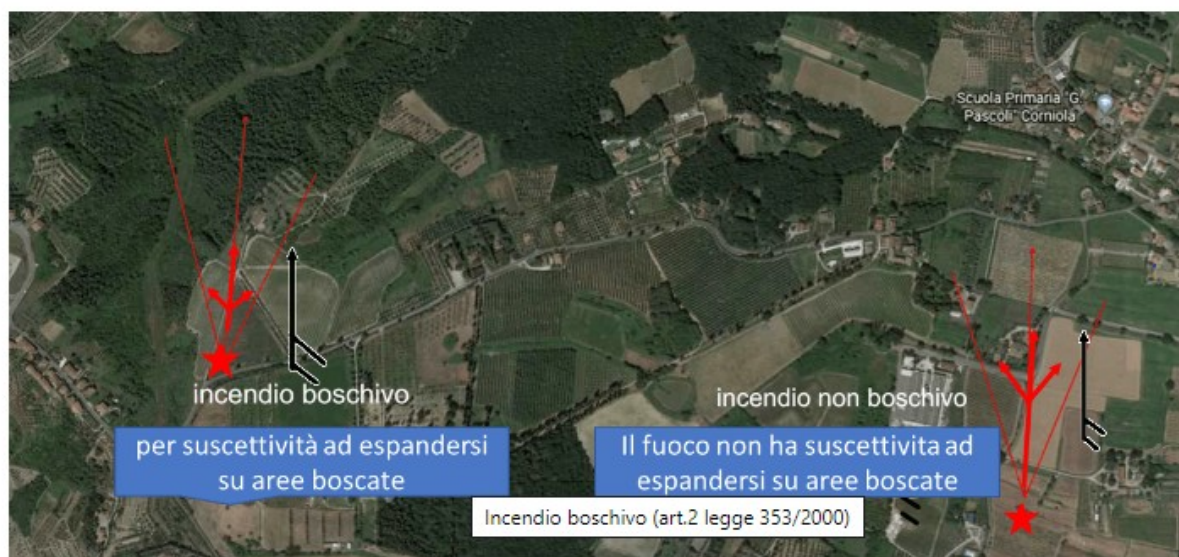 Scuola Primaria "G.
Pascoli" Corniola
incendio boschivo
per suscettività ad espandersi
su aree boscate
incendio non boschivo
Il fuoco non ha suscettivita ad
espandersi su aree boscate
Incendio boschivo (art.2 legge 353/2000)